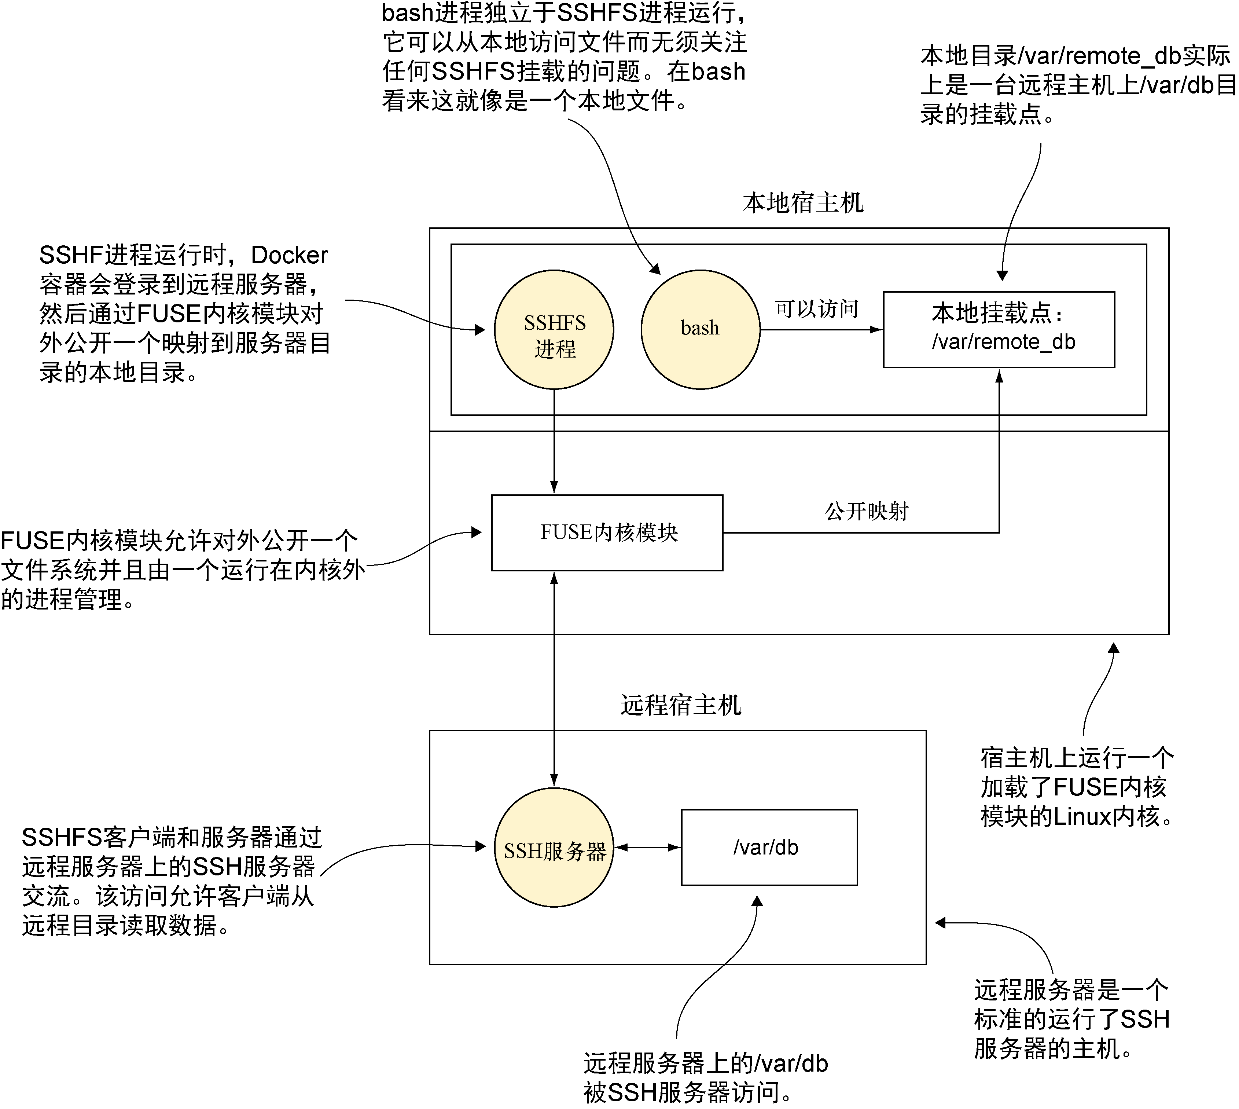 bash进程独立于SSHFS进程运行，
它可以从本地访问文件而无须关注
任何SSHFS挂载的问题。在bash
看来这就像是一个本地文件。
本地目录/var/remote_db实际
上是一台远程主机上/var/db目
录的挂载点。
本地宿主机
SSHF进程运行时，Docker
容器会登录到远程服务器，
然后通过FUSE内核模块对
外公开一个映射到服务器目
录的本地目录。
SSHFS
进程
bash
可以访问
本地挂载点：
/var/remote_db
FUSE内核模块
公开映射
FUSE内核模块允许对外公开一个
文件系统并且由一个运行在内核外
的进程管理。
远程宿主机
宿主机上运行一个
加载了FUSE内核
模块的Linux内核。
SSHFS客户端和服务器通过
远程服务器上的SSH服务器
交流。该访问允许客户端从
远程目录读取数据。
SSH服务器
/var/db
远程服务器是一个
标准的运行了SSH
服务器的主机。
远程服务器上的/var/db
被SSH服务器访问。